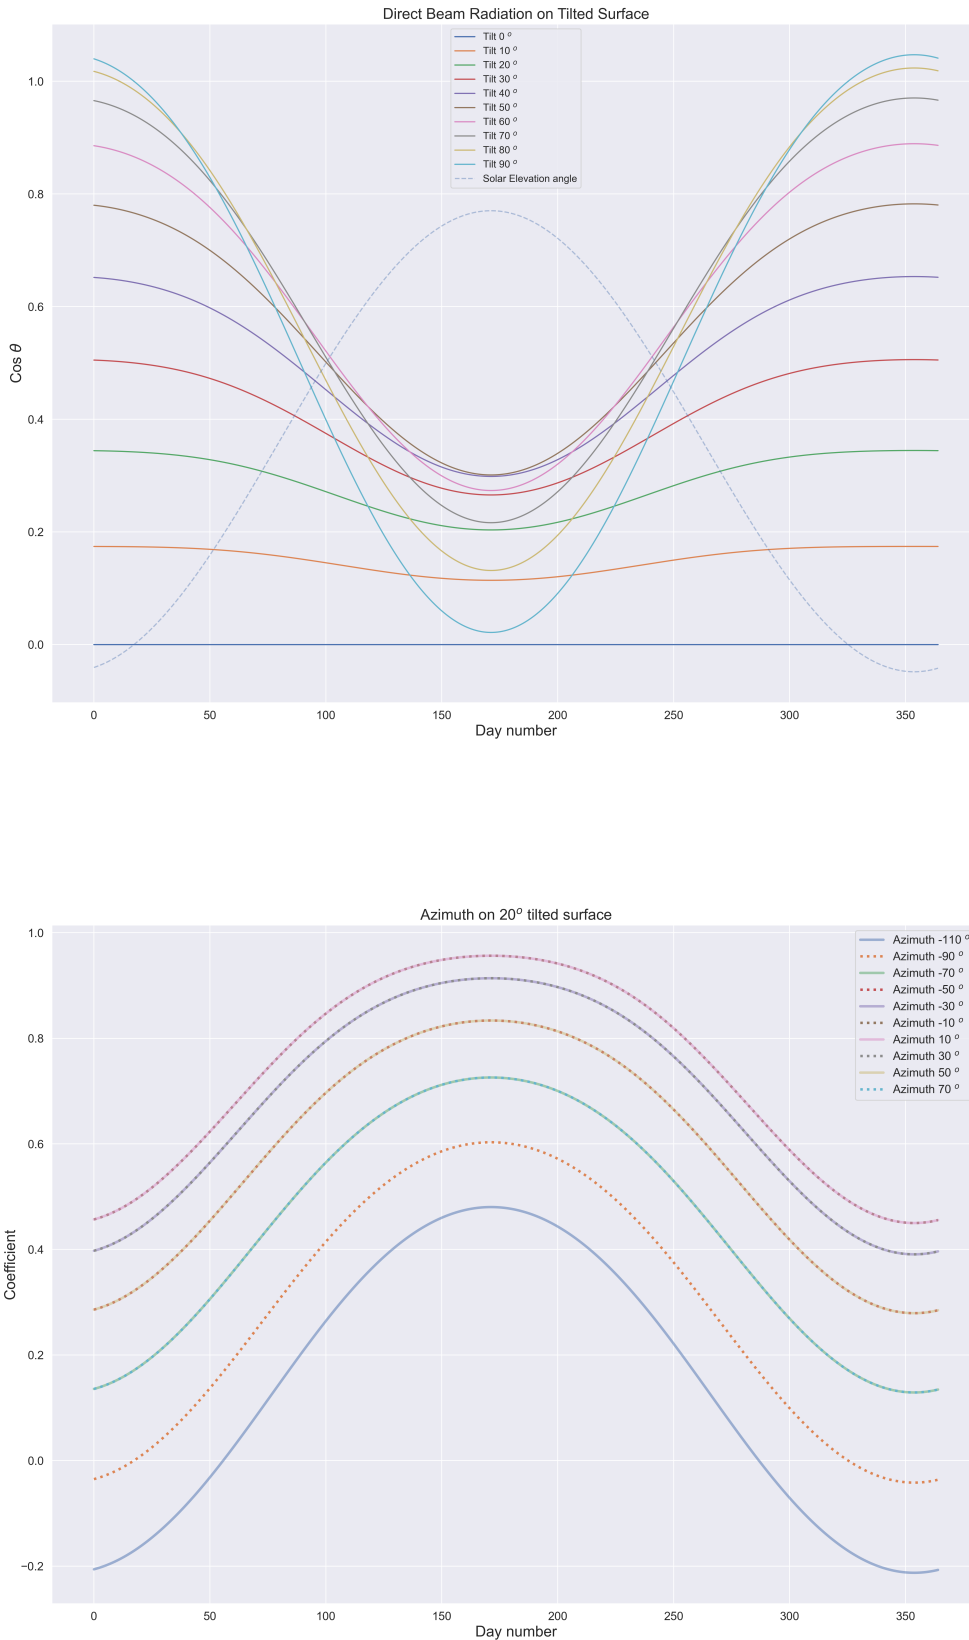 Direct Beam Radiation on Tilted Surface
Tilt 0 °
Tilt 10 °
Tilt 20 °
Tilt 30 °
Tilt 40 °
Tilt 50 °
Tilt 60 °
Tilt 70 °
Tilt 80 °
Tilt 90 °
Solar Elevation angle
1.0
0.8
0.6
0.4
0.2
0.0
Cos θ
0 50 100 150 200 250 300 350
Day number
Azimuth on 20° tilted surface
Azimuth -110 °
Azimuth -90 °
Azimuth -70 °
Azimuth -50 °
Azimuth -30 °
Azimuth -10 °
Azimuth 10 °
Azimuth 30 °
Azimuth 50 °
Azimuth 70 °
1.0
0.8
0.6
0.4
0.2
0.0
−0.2
Coefficient
0 50 100 150 200 250 300 350
Day number